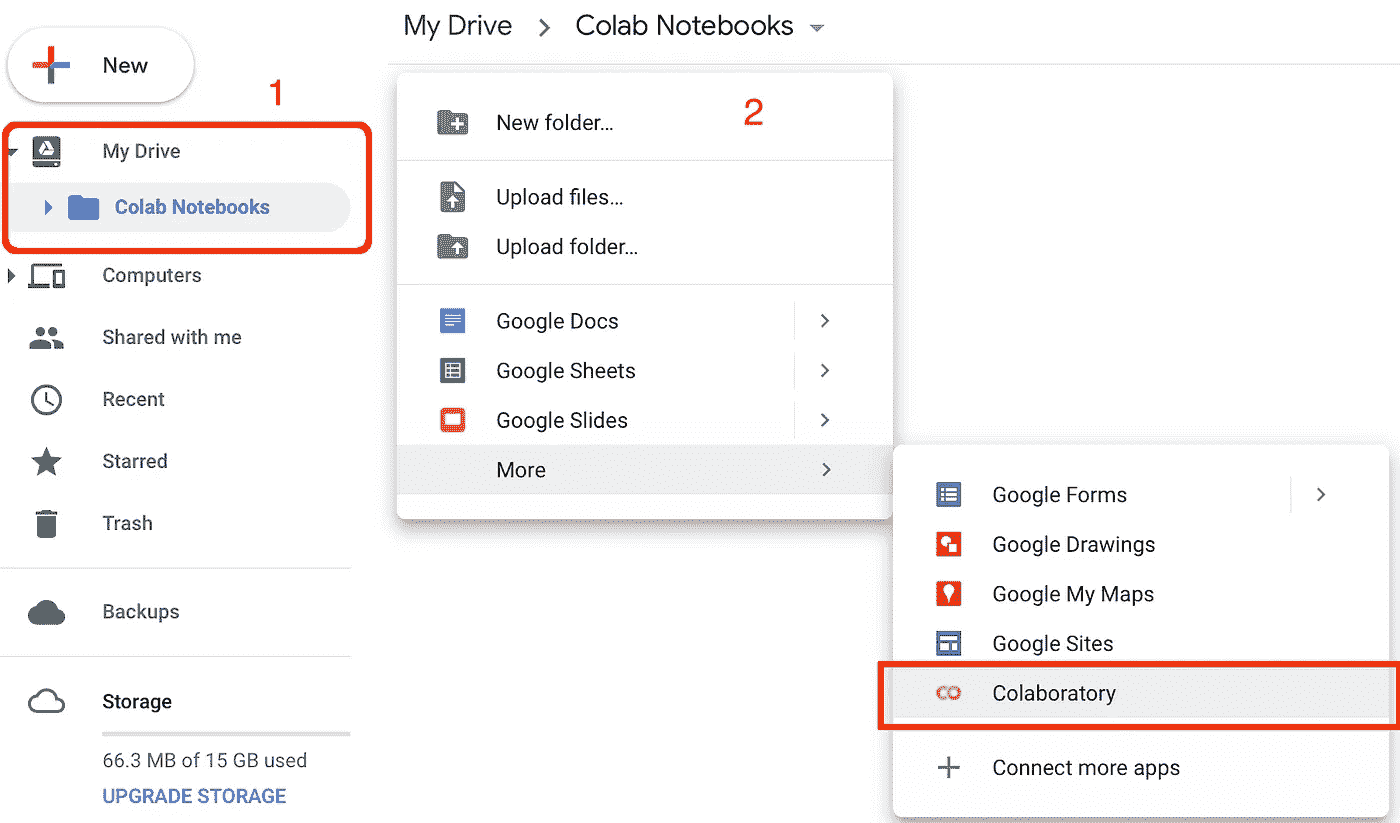 New
1
My Drive
Colab Notebooks
Computers
Shared with me
Recent
Starred
Trash
Backups
Storage
66.3 MB of 15 GB used
UPGRADE STORAGE
My Drive > Colab Notebooks
2
New folder...
Upload files...
Upload folder...
Google Docs
Google Sheets
Google Slides
More
Google Forms
Google Drawings
Google My Maps
Google Sites
Colaboratory
Connect more apps